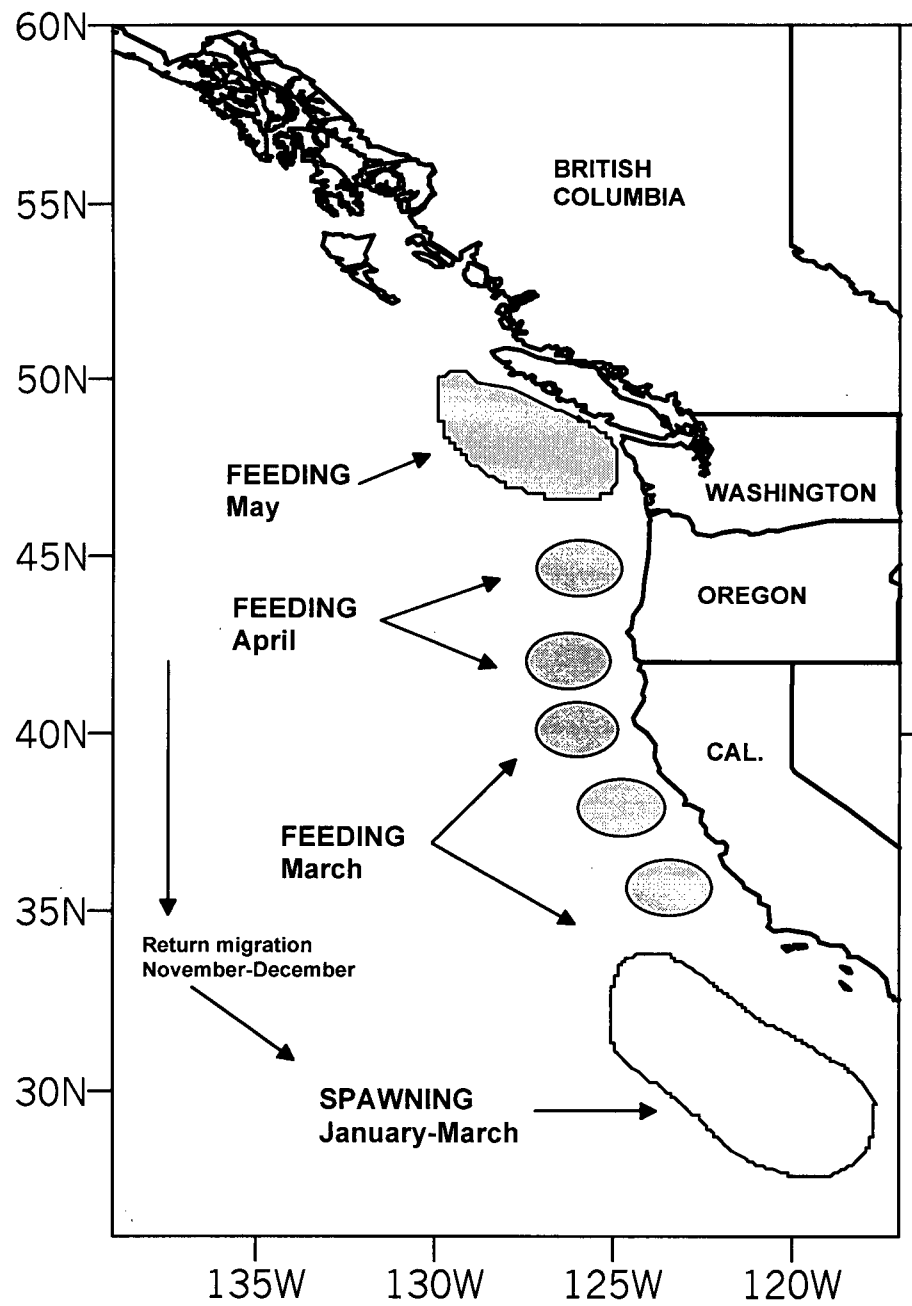 60N
55N
50N
45N
40N
35N
30N
BRITISH
COLUMBIA
WASHINGTON
OREGON
CAL.
FEEDING
May
FEEDING
April
FEEDING
March
Return migration
November-December
SPAWNING
January-March
135W
130W
125W
120W